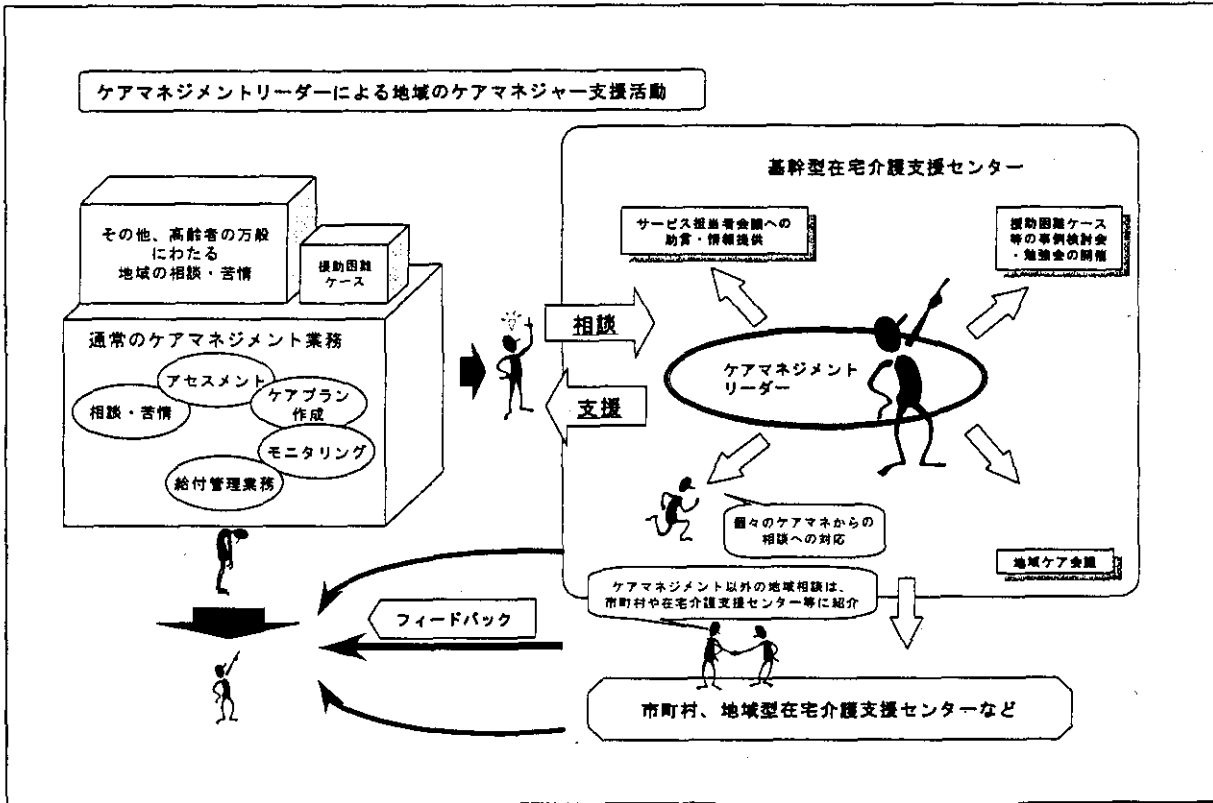 ケアマネジメントリーダーによる地域のケアマネジャー支援活動
その他、高齢者の万般
にわたる
地域の相談・苦情
援助困難
ケース
通常のケアマネジメント業務
アセスメント
相談・苦情
ケアプラン
作成
モニタリング
給付管理業務
相談
支援
基幹型在宅介護支援センター
サービス担当者会議への
助言・情報提供
援助困難ケース
等の事例検討会
・勉強会の開催
ケアマネジメント
リーダー
個々のケアマネからの
相談への対応
地域ケア会議
ケアマネジメント以外の地域相談は、
市町村や在宅介護支援センター等に紹介
フィードバック
市町村、地域型在宅介護支援センターなど